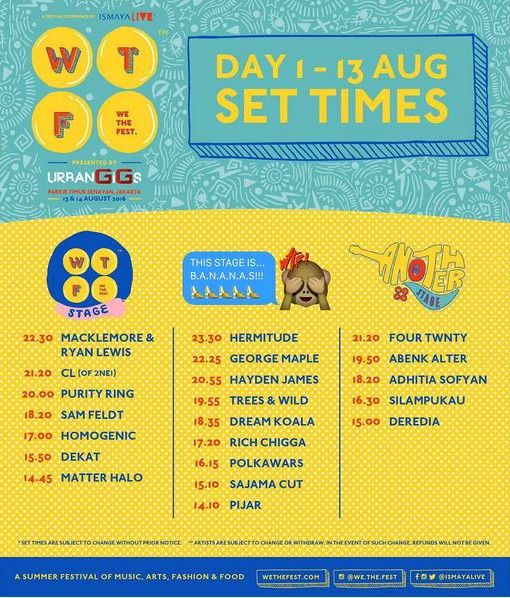 A FESTIVAL EXPERIENCE BY ISMAYA LIVE
W T F
WE THE FEST.
TM
PRESENTED BY
URBANGGS
PARKIR TIMUR SENAYAN, JAKARTA
13 & 14 AUGUST 2016
DAY 1 - 13 AUG
SET TIMES
W T F
WE THE FEST.
STAGE
22.30 MACKLEMORE &
RYAN LEWIS
21.20 CL (OF 2NE1)
20.00 PURITY RING
18.20 SAM FELDT
17.00 HOMOGENIC
15.50 DEKAT
14.45 MATTER HALO
THIS STAGE IS...
B.A.N.A.N.A.S!!!
WTF!
23.30 HERMITUDE
22.25 GEORGE MAPLE
20.55 HAYDEN JAMES
19.55 TREES & WILD
18.35 DREAM KOALA
17.20 RICH CHIGGA
16.15 POLKAWARS
15.10 SAJAMA CUT
14.10 PIJAR
ANOTHER
STAGE
21.20 FOUR TWNTY
19.50 ABENK ALTER
18.20 ADHITIA SOFYAN
16.30 SILAMPUKAU
15.00 DEREDIA
* SET TIMES ARE SUBJECT TO CHANGE WITHOUT PRIOR NOTICE. ** ARTISTS ARE SUBJECT TO CHANGE OR WITHDRAW. IN THE EVENT OF SUCH CHANGE, REFUNDS WILL NOT BE GIVEN.
A SUMMER FESTIVAL OF MUSIC, ARTS, FASHION & FOOD WETHEFEST.COM @WE.THE.FEST @ISMAYALIVE